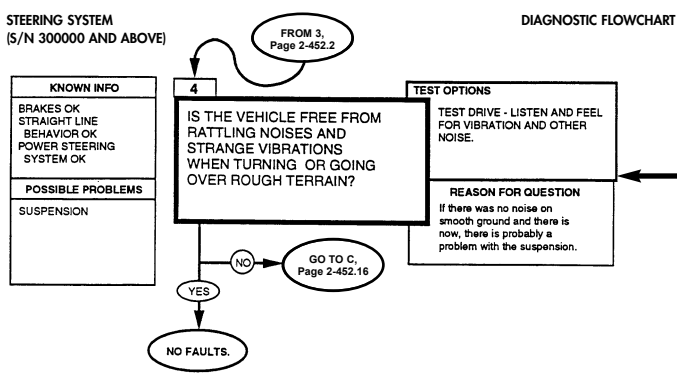 STEERING SYSTEM
(S/N 300000 AND ABOVE)
DIAGNOSTIC FLOWCHART
FROM 3,
Page 2-452.2
KNOWN INFO
BRAKES OK
STRAIGHT LINE
BEHAVIOR OK
POWER STEERING
SYSTEM OK
POSSIBLE PROBLEMS
SUSPENSION
4
IS THE VEHICLE FREE FROM
RATTLING NOISES AND
STRANGE VIBRATIONS
WHEN TURNING OR GOING
OVER ROUGH TERRAIN?
TEST OPTIONS
TEST DRIVE - LISTEN AND FEEL
FOR VIBRATION AND OTHER
NOISE.
REASON FOR QUESTION
If there was no noise on
smooth ground and there is
now, there is probably a
problem with the suspension.
NO
GO TO C,
Page 2-452.16
YES
NO FAULTS.